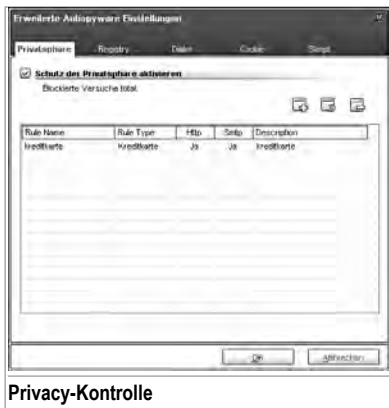 Erweiterte Antispyware Einstellungen
Privatsphäre Registry Datei Cookie Script
Schutz der Privatsphäre aktivieren
Blockierte Versuche total:
Rule Name Rule Type Http Smtp Description
kreditkarte Kreditkarte Ja Ja kreditkarte
OK Abbrechen
Privacy-Kontrolle